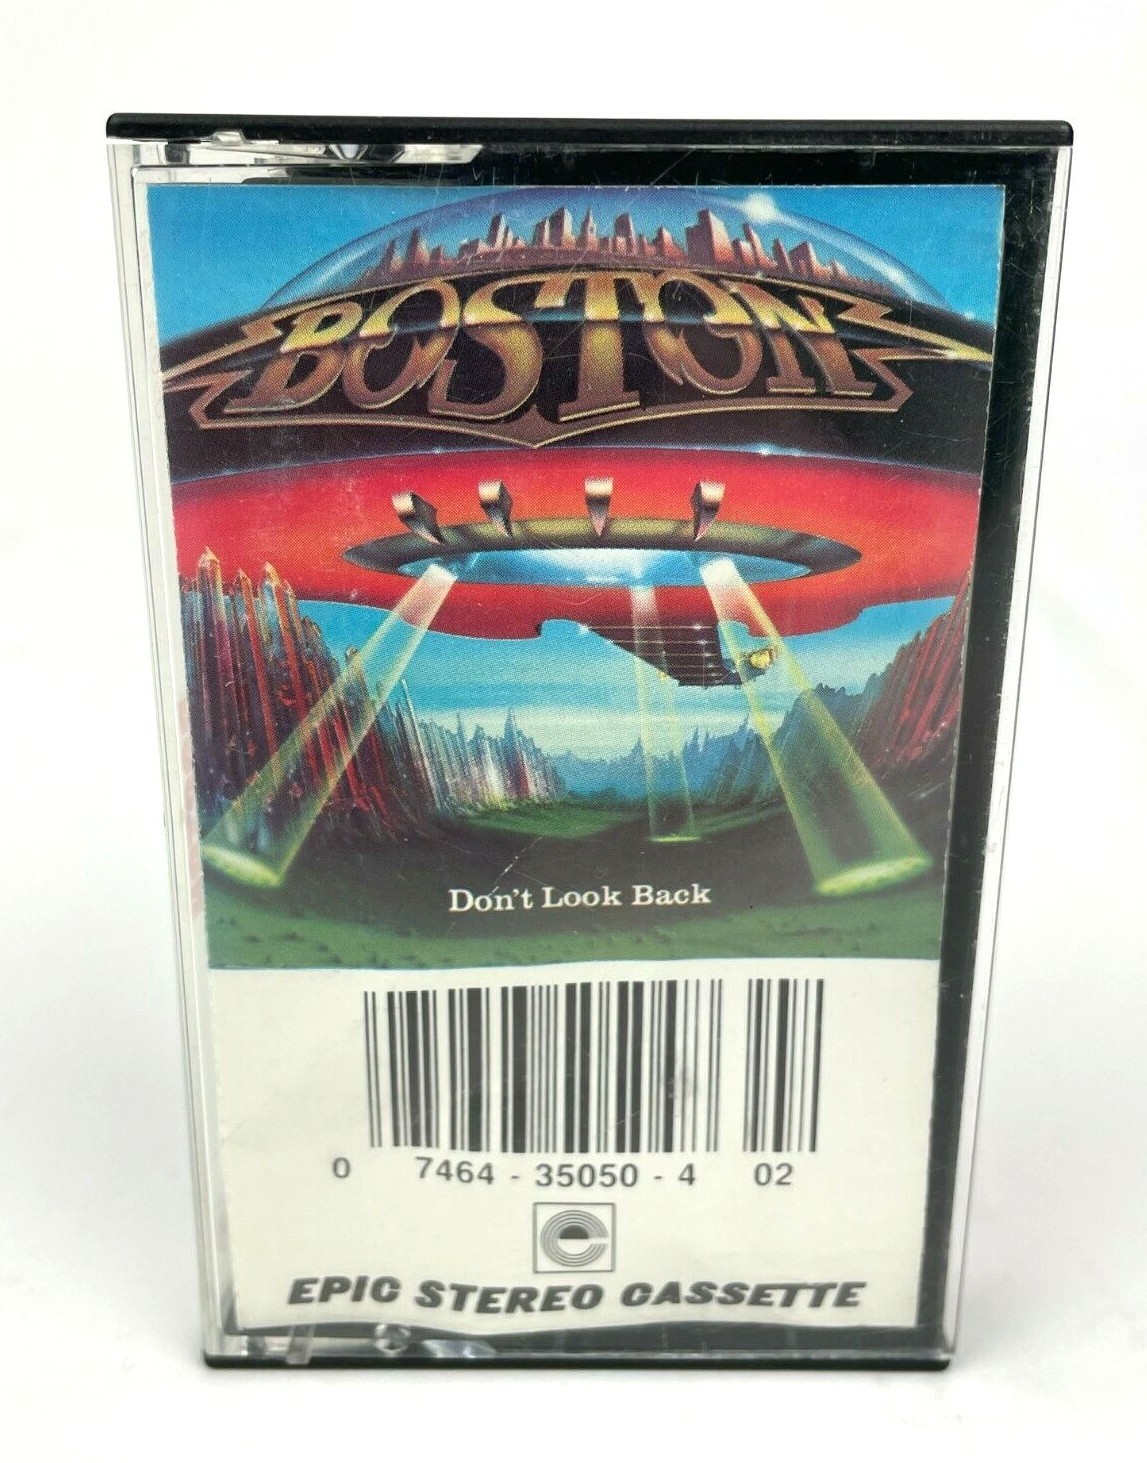 BOSTON
Don't Look Back
0 7464 - 35050 - 4 02
e
EPIC STEREO CASSETTE